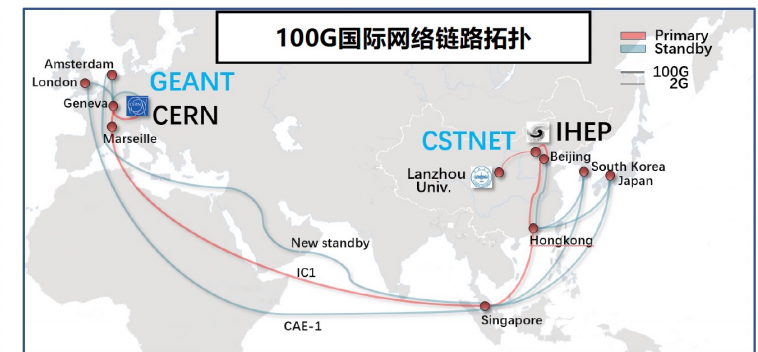 100G国际网络链路拓扑
Primary
Standby
100G
2G
Amsterdam
London
GEANT
Geneva
CERN
Marseille
CSTNET
IHEP
Beijing
Lanzhou
Univ.
South Korea
Japan
Hongkong
New standby
IC1
Singapore
CAE-1